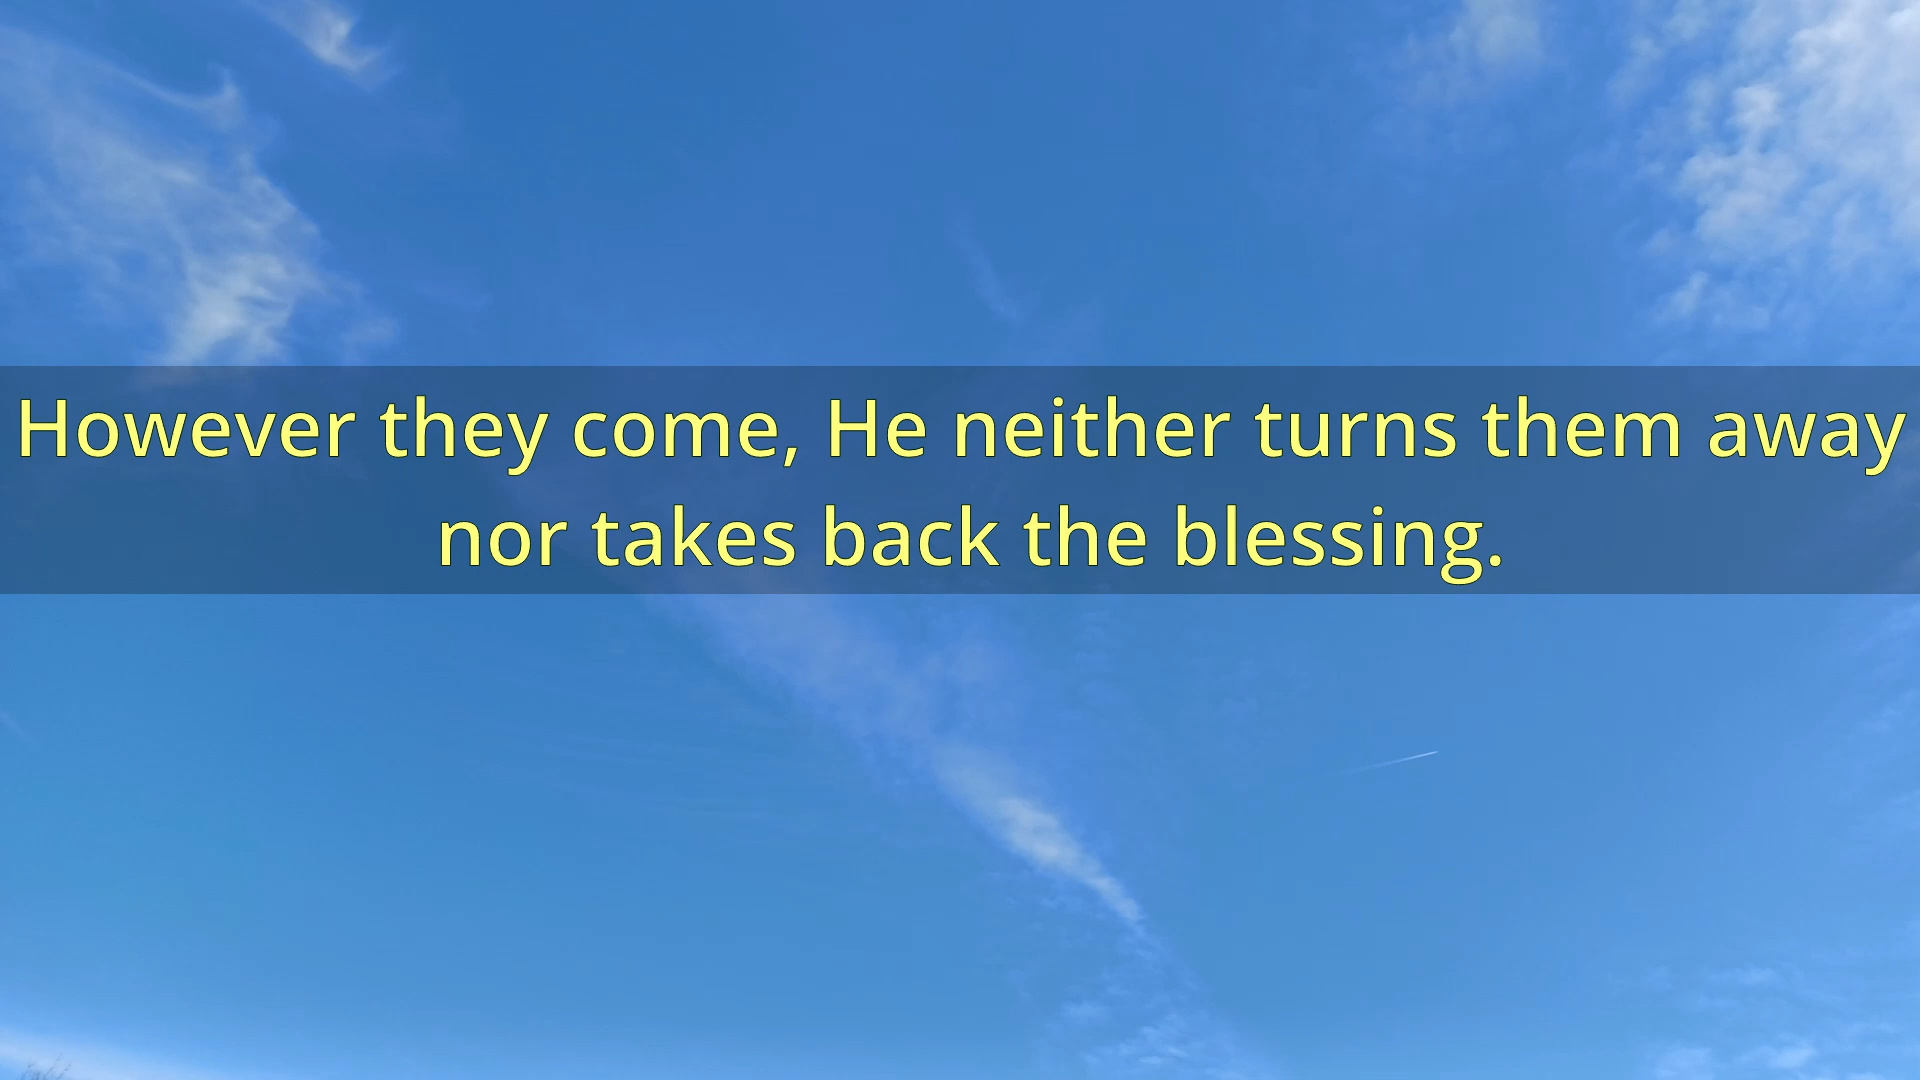 However they come, He neither turns them away
nor takes back the blessing.